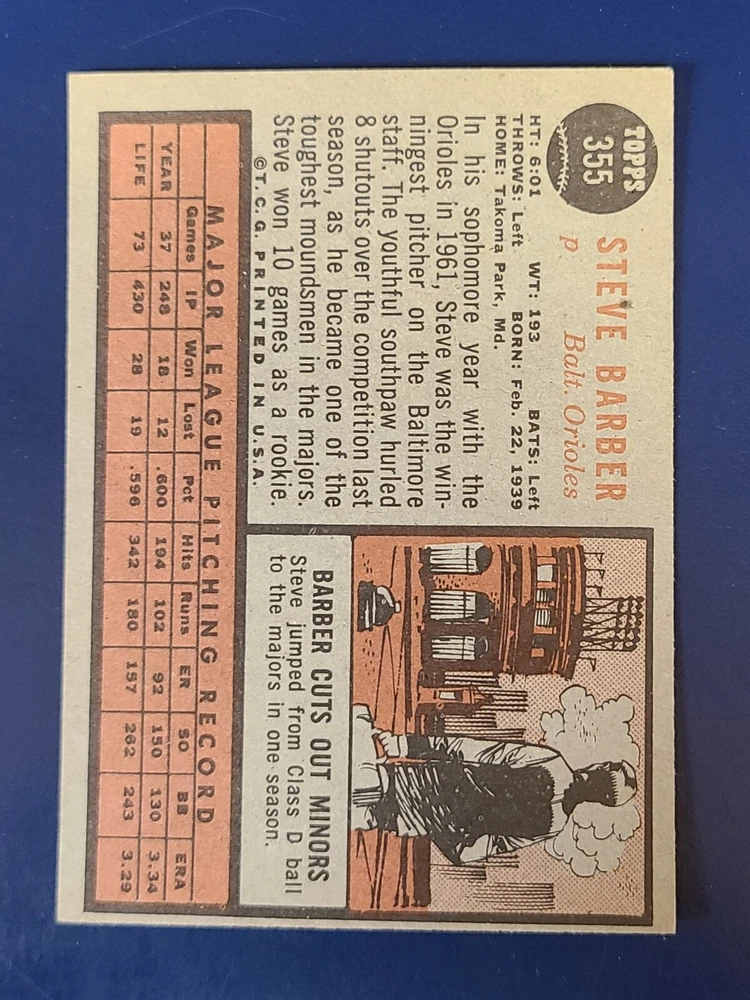 TOPPS
355
STEVE BARBER
p Balt. Orioles
HT: 6:01 WT: 193 BATS: Left
THROWS: Left BORN: Feb. 22, 1939
HOME: Takoma Park, Md.
In his sophomore year with the
Orioles in 1961, Steve was the win-
ningest pitcher on the Baltimore
staff. The youthful southpaw hurled
8 shutouts over the competition last
season, as he became one of the
toughest moundsmen in the majors.
Steve won 10 games as a rookie.
©T.C.G. PRINTED IN U.S.A.
BARBER CUTS OUT MINORS
Steve jumped from Class D ball
to the majors in one season.
MAJOR LEAGUE PITCHING RECORD
Games IP Won Lost Pct Hits Runs ER SO BB ERA
YEAR 37 248 18 12 .600 194 102 92 150 130 3.34
LIFE 73 430 28 19 .596 342 180 157 262 243 3.29